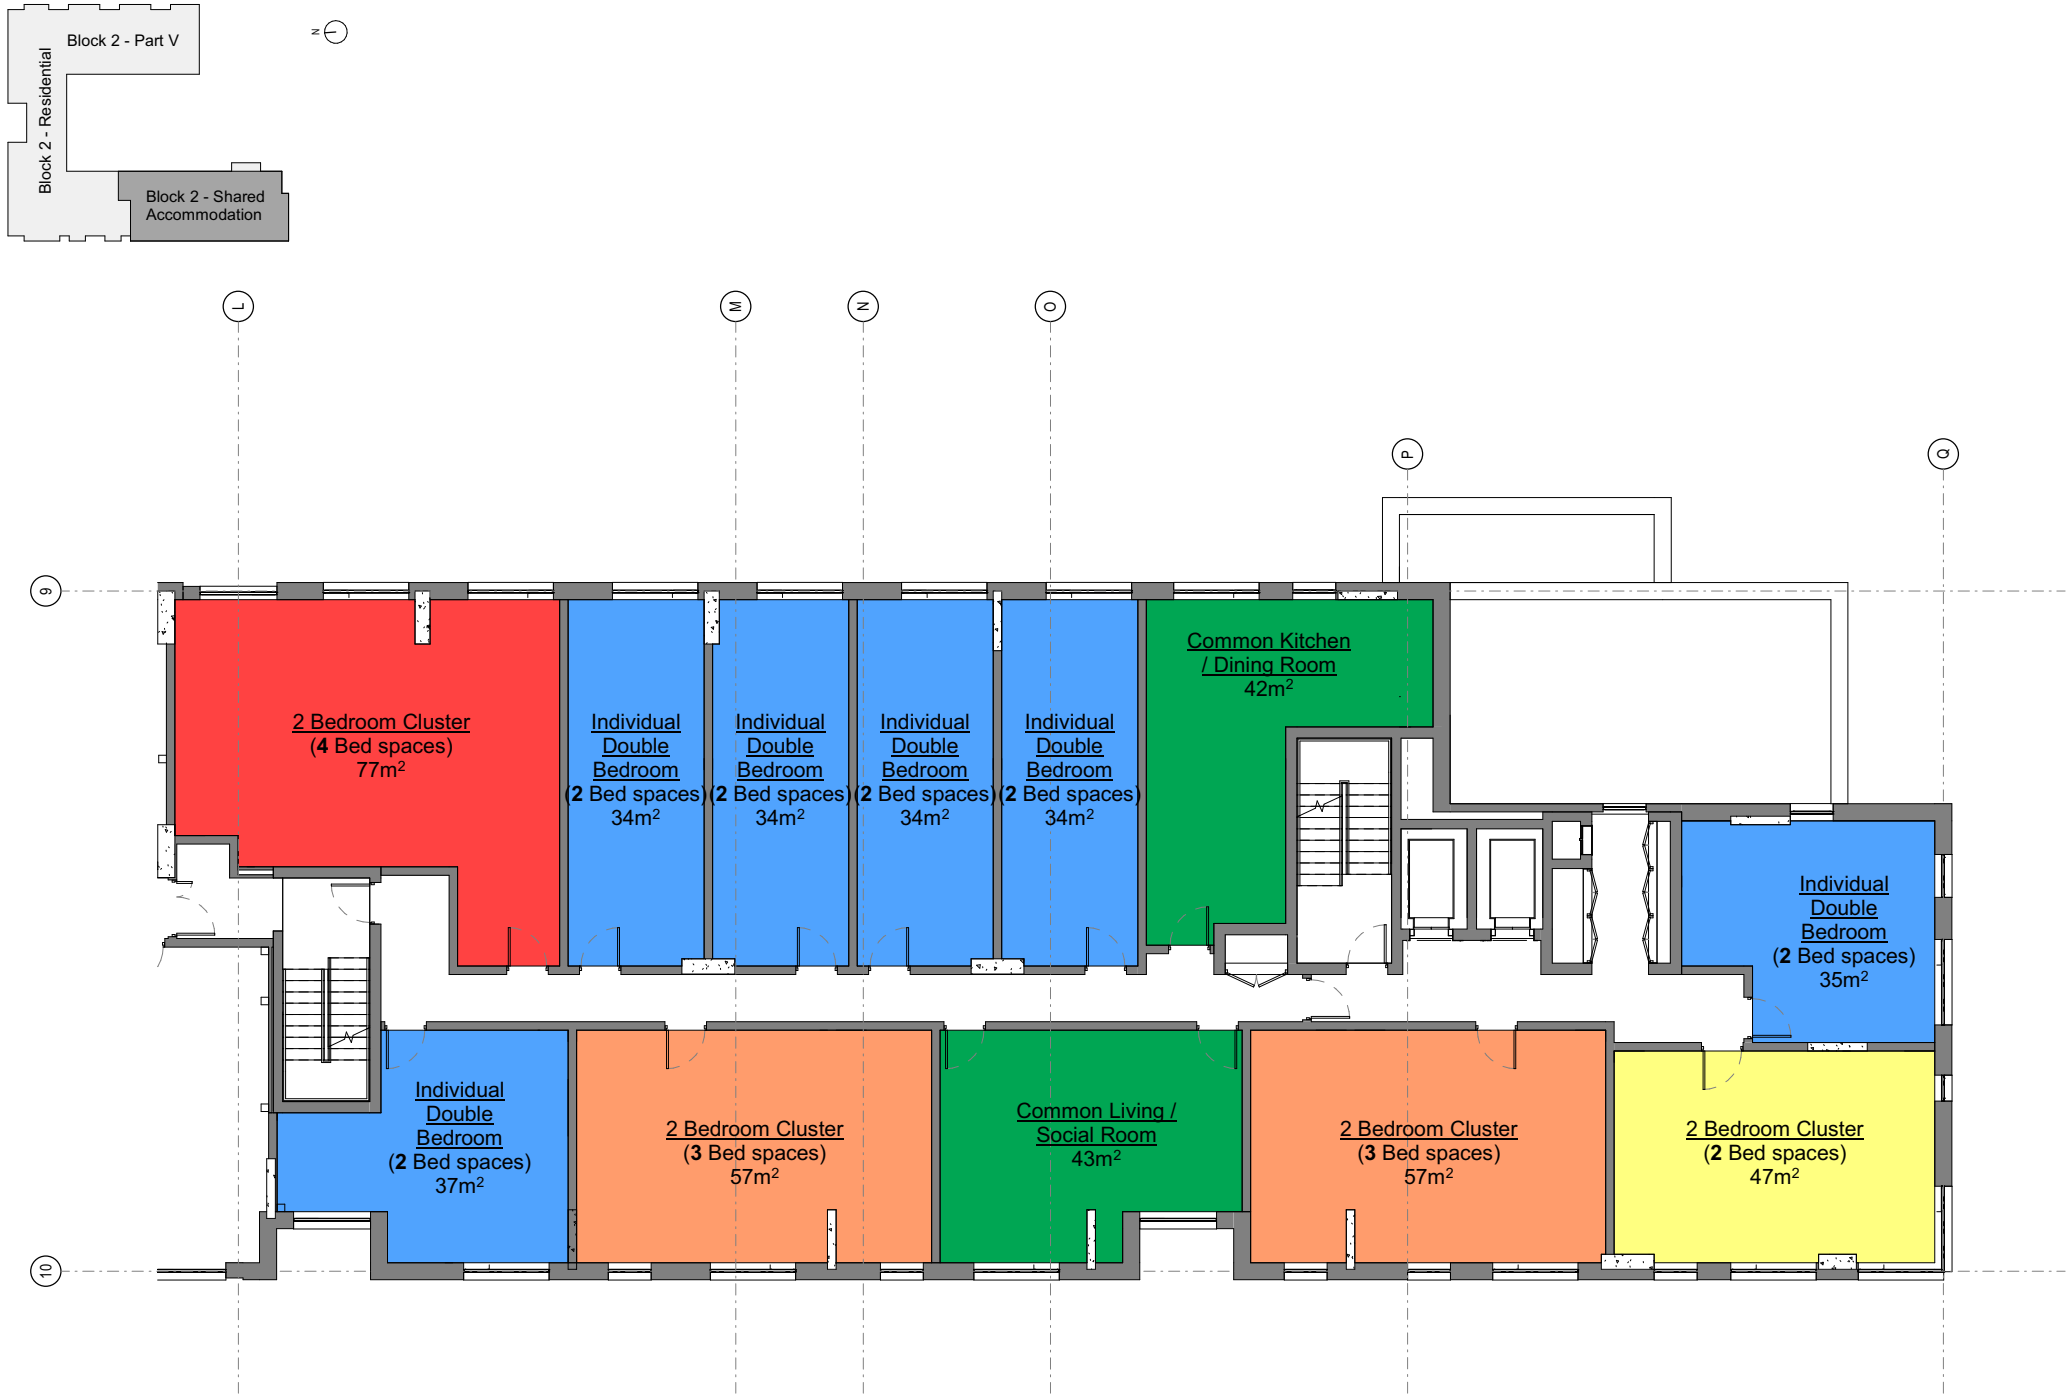 Block 2 - Part V
N
Block 2 - Residential
Block 2 - Shared
Accommodation
L
M
N
O
P
Q
9
Common Kitchen
/ Dining Room
42m²
2 Bedroom Cluster
(4 Bed spaces)
77m²
Individual
Double
Bedroom
(2 Bed spaces)
34m²
Individual
Double
Bedroom
(2 Bed spaces)
34m²
Individual
Double
Bedroom
(2 Bed spaces)
34m²
Individual
Double
Bedroom
(2 Bed spaces)
34m²
Individual
Double
Bedroom
(2 Bed spaces)
35m²
Individual
Double
Bedroom
(2 Bed spaces)
37m²
2 Bedroom Cluster
(3 Bed spaces)
57m²
Common Living /
Social Room
43m²
2 Bedroom Cluster
(3 Bed spaces)
57m²
2 Bedroom Cluster
(2 Bed spaces)
47m²
10